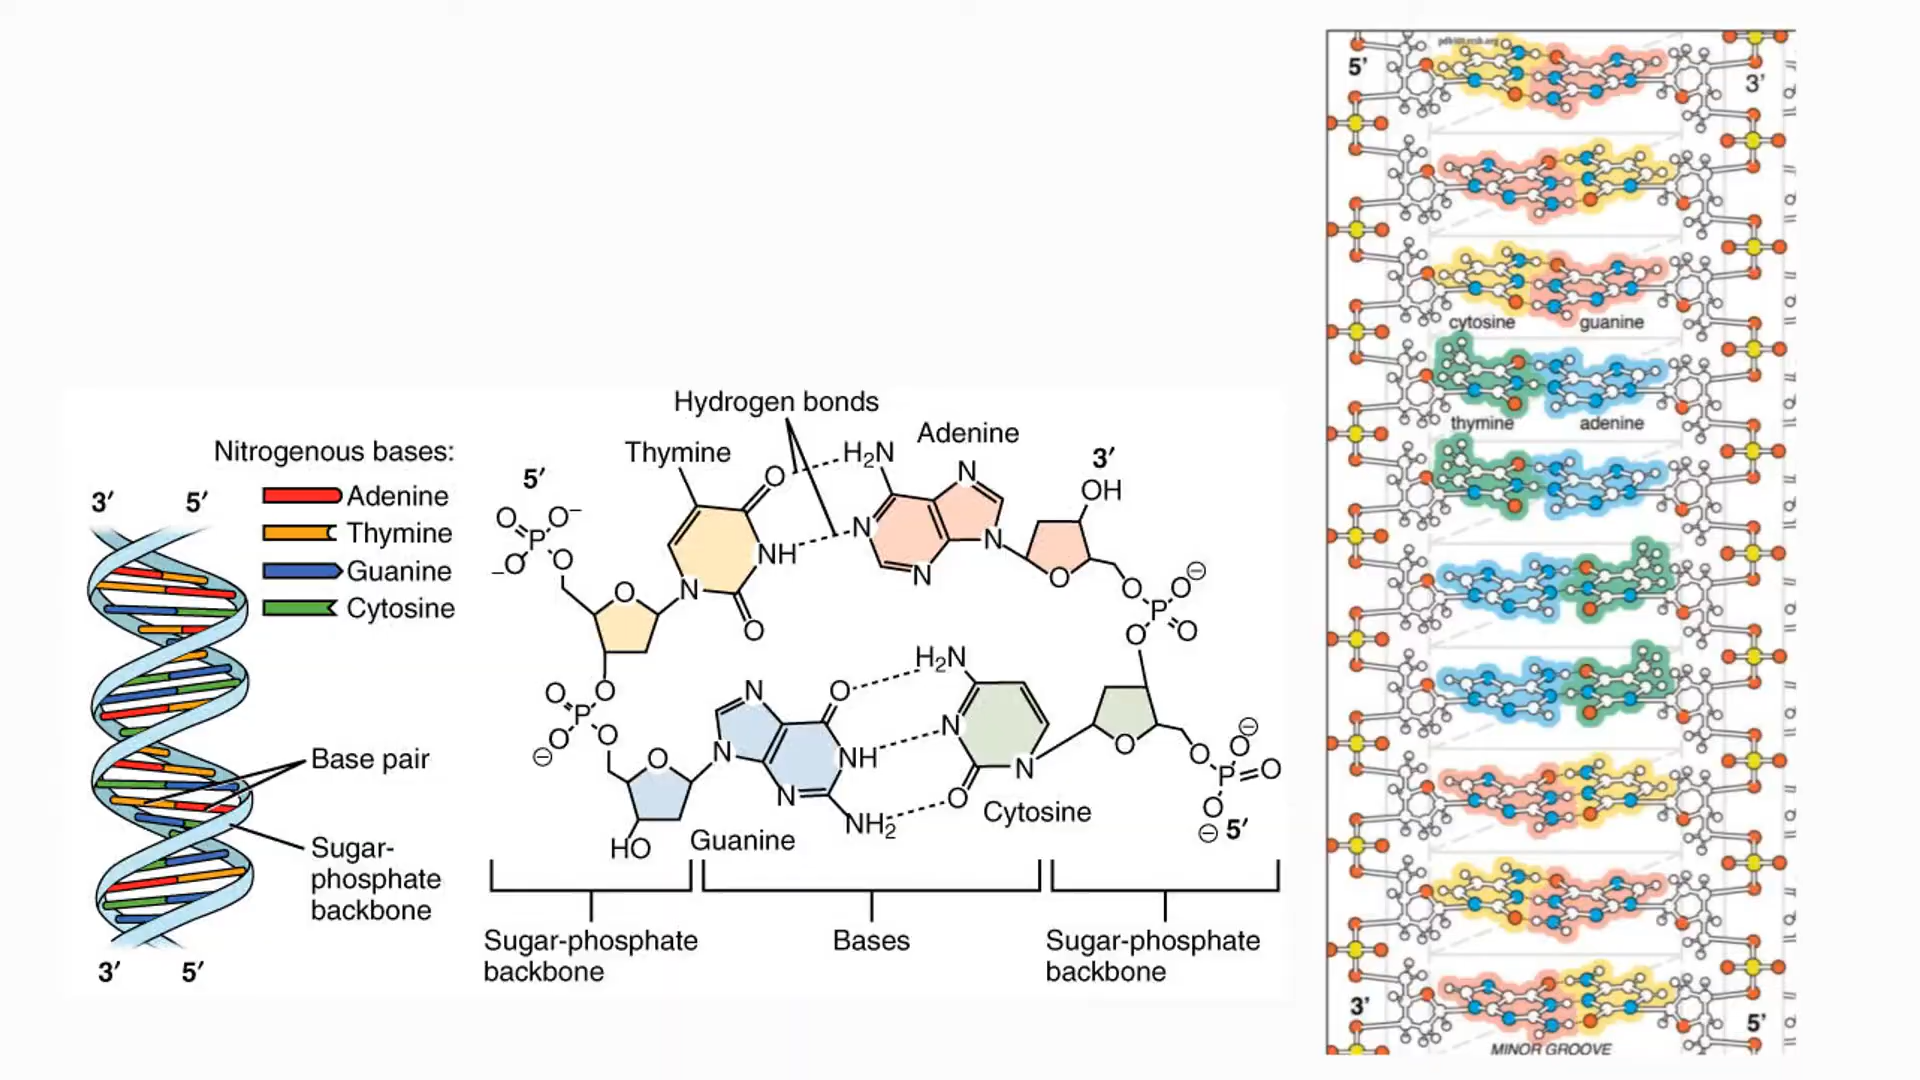 Nitrogenous bases:
Adenine
Thymine
Guanine
Cytosine
3′ 5′
Base pair
Sugar-
phosphate
backbone
3′ 5′
Hydrogen bonds
Thymine
Adenine
5′
3′
O
H₂N
N
OH
O
O⁻
P
⁻O
O
N
NH
N
N
N
O
O
O
O
O
⊖
P
O
O
H₂N
N
O
O
O
P
O
⊖
O
N
NH
N
N
O
NH₂
HO
Guanine
N
N
O
Cytosine
O
O
⊖
O
P
O
O
⊖ 5′
Sugar-phosphate
backbone
Bases
Sugar-phosphate
backbone
5'
3'
cytosine guanine
thymine adenine
3'
5'
MINOR GROOVE